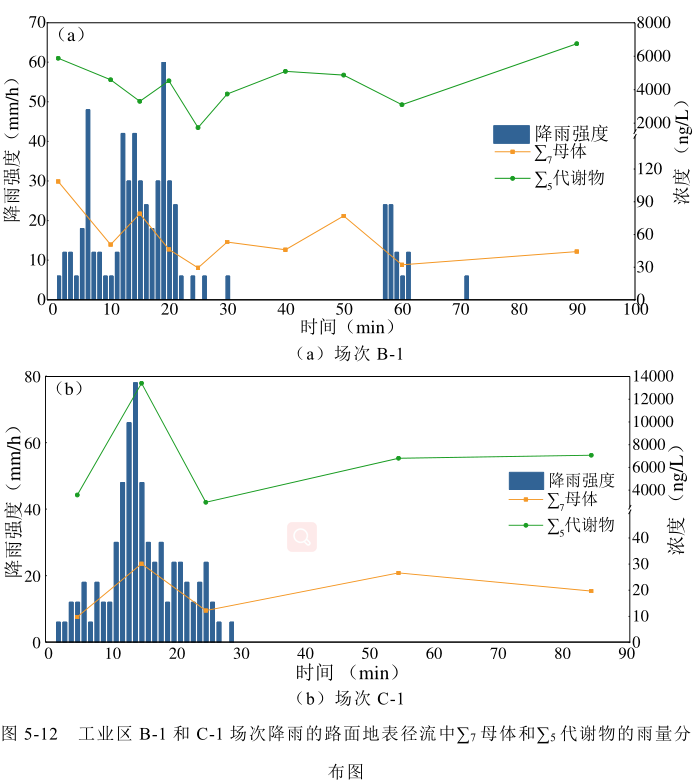 (a)
降雨强度（mm/h）
70
60
50
40
30
20
10
0
8000
6000
4000
2000
120
90
60
30
0
浓度（ng/L）
降雨强度
∑7母体
∑5代谢物
0 10 20 30 40 50 60 70 80 90 100
时间（min）
（a）场次 B-1
(b)
降雨强度（mm/h）
80
60
40
20
0
14000
12000
10000
8000
6000
4000
40
30
20
10
0
浓度（ng/L）
降雨强度
∑7母体
∑5代谢物
0 10 20 30 40 50 60 70 80 90
时间 （min）
（b）场次 C-1
图 5-12 工业区 B-1 和 C-1 场次降雨的路面地表径流中∑7母体和∑5代谢物的雨量分
布图